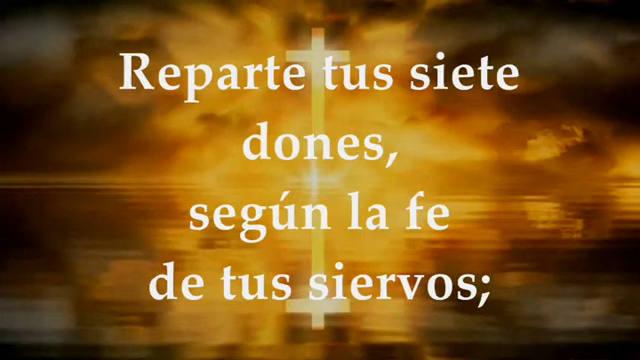 Reparte tus siete
dones,
según la fe
de tus siervos;